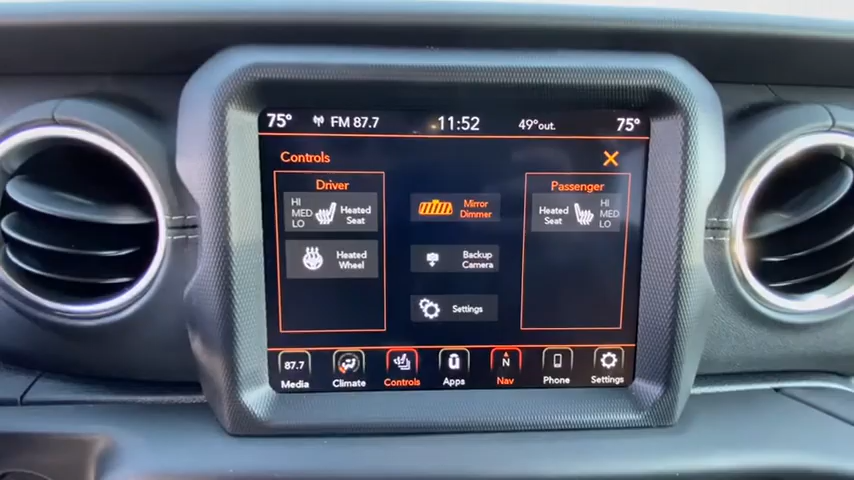 75° FM 87.7 11:52 49°out. 75°
Controls
Driver
HI
MED
LO
Heated
Seat
Heated
Wheel
Mirror
Dimmer
Backup
Camera
Settings
Passenger
Heated
Seat
HI
MED
LO
87.7 N
Media Climate Controls Apps Nav Phone Settings